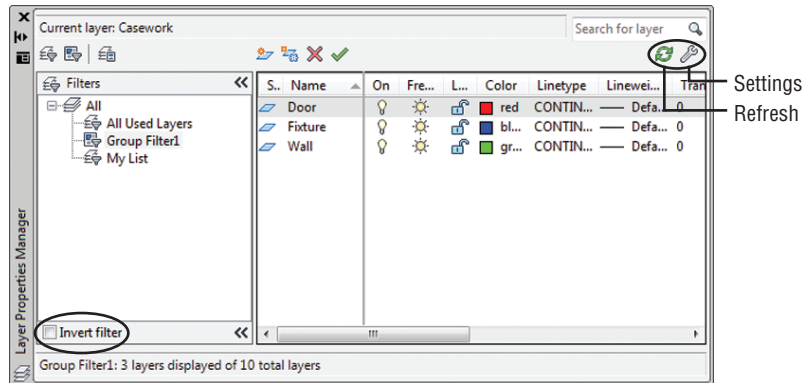 Current layer: Casework
Search for layer
Filters
All
All Used Layers
Group Filter1
My List
Invert filter
S.. Name On Fre... L... Color Linetype Linewei... Tran
Door red CONTIN... Defa... 0
Fixture bl... CONTIN... Defa... 0
Wall gr... CONTIN... Defa... 0
Settings
Refresh
Layer Properties Manager
Group Filter1: 3 layers displayed of 10 total layers